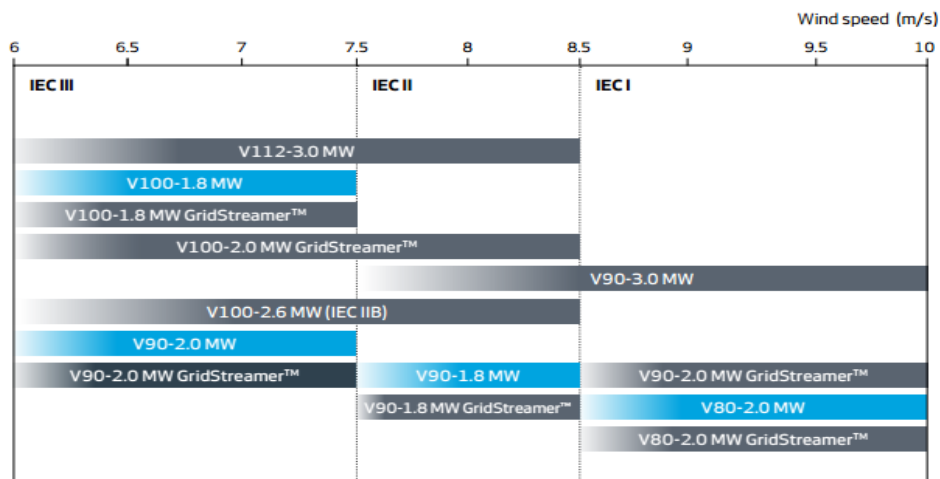 Wind speed (m/s)
6 6.5 7 7.5 8 8.5 9 9.5 10
IEC III IEC II IEC I
V112-3.0 MW
V100-1.8 MW
V100-1.8 MW GridStreamer™
V100-2.0 MW GridStreamer™
V90-3.0 MW
V100-2.6 MW (IEC IIB)
V90-2.0 MW
V90-2.0 MW GridStreamer™ V90-1.8 MW V90-2.0 MW GridStreamer™
V90-1.8 MW GridStreamer™ V80-2.0 MW
V80-2.0 MW GridStreamer™